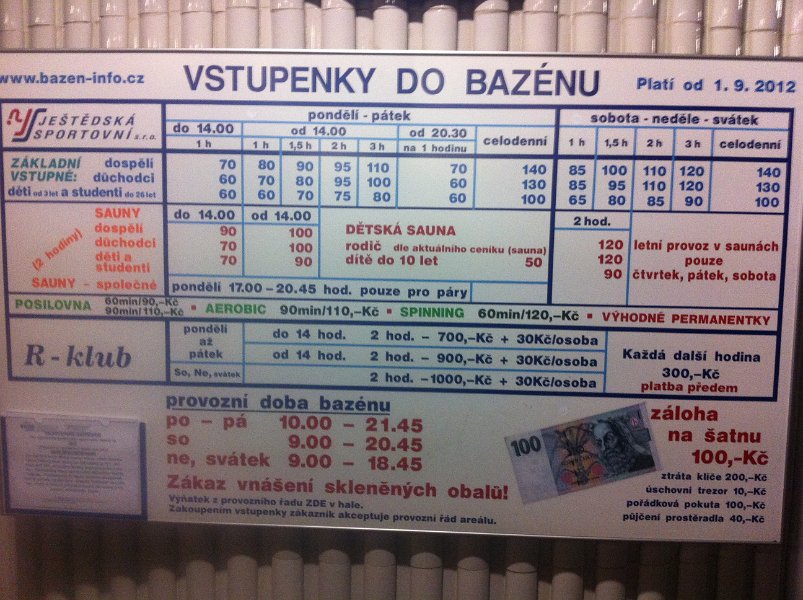 www.bazen-info.cz VSTUPENKY DO BAZÉNU Platí od 1. 9. 2012
JEŠTĚDSKÁ
SPORTOVNÍ s.r.o.
pondělí - pátek
sobota - neděle - svátek
do 14.00 od 14.00 od 20.30 celodenní
1 h 1 h 1,5 h 2 h 3 h na 1 hodinu
1 h 1,5 h 2 h 3 h celodenní
ZÁKLADNÍ dospělí 70 80 90 95 110 70 140 85 100 110 120 140
VSTUPNÉ: důchodci 60 70 80 95 100 60 130 85 95 110 120 130
děti od 3 let a studenti do 26 let 60 60 70 75 80 60 100 65 80 85 90 100
(2 hodiny)
SAUNY do 14.00 od 14.00 2 hod.
dospělí 90 100 DĚTSKÁ SAUNA 120 letní provoz v saunách
důchodci 70 100 rodič dle aktuálního ceníku (sauna) 120 pouze
děti a studenti 70 90 dítě do 10 let 50 90 čtvrtek, pátek, sobota
SAUNY - společné pondělí 17.00 - 20.45 hod. pouze pro páry
POSILOVNA 60min/90,-Kč
90min/110,-Kč ▪ AEROBIC 90min/110,-Kč ▪ SPINNING 60min/120,-Kč ▪ VÝHODNÉ PERMANENTKY
R - klub
pondělí
až
pátek
do 14 hod. 2 hod. - 700,-Kč + 30Kč/osoba
od 14 hod. 2 hod. - 900,-Kč + 30Kč/osoba
So, Ne, svátek 2 hod. -1000,-Kč + 30Kč/osoba
Každá další hodina
300,-Kč
platba předem
provozní doba bazénu
po - pá 10.00 - 21.45
so 9.00 - 20.45
ne, svátek 9.00 - 18.45
Zákaz vnášení skleněných obalů!
Výňatek z provozního řadu ZDE v hale.
Zakoupením vstupenky zákazník akceptuje provozní řád areálu.
100
záloha
na šatnu
100,-Kč
ztráta klíče 200,-Kč
úschovní trezor 10,-Kč
pořádková pokuta 100,-Kč
půjčení prostěradla 40,-Kč